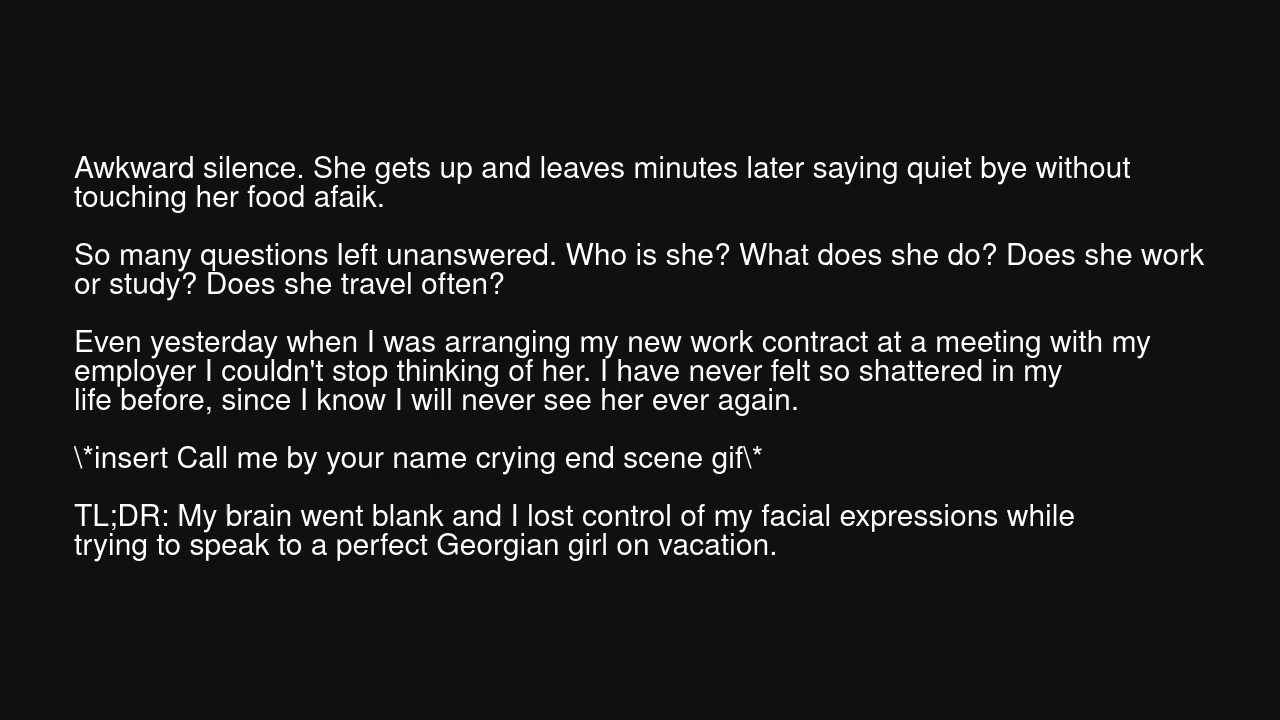 Awkward silence. She gets up and leaves minutes later saying quiet bye without
touching her food afaik.
So many questions left unanswered. Who is she? What does she do? Does she work
or study? Does she travel often?
Even yesterday when I was arranging my new work contract at a meeting with my
employer I couldn't stop thinking of her. I have never felt so shattered in my
life before, since I know I will never see her ever again.
\*insert Call me by your name crying end scene gif\*
TL;DR: My brain went blank and I lost control of my facial expressions while
trying to speak to a perfect Georgian girl on vacation.